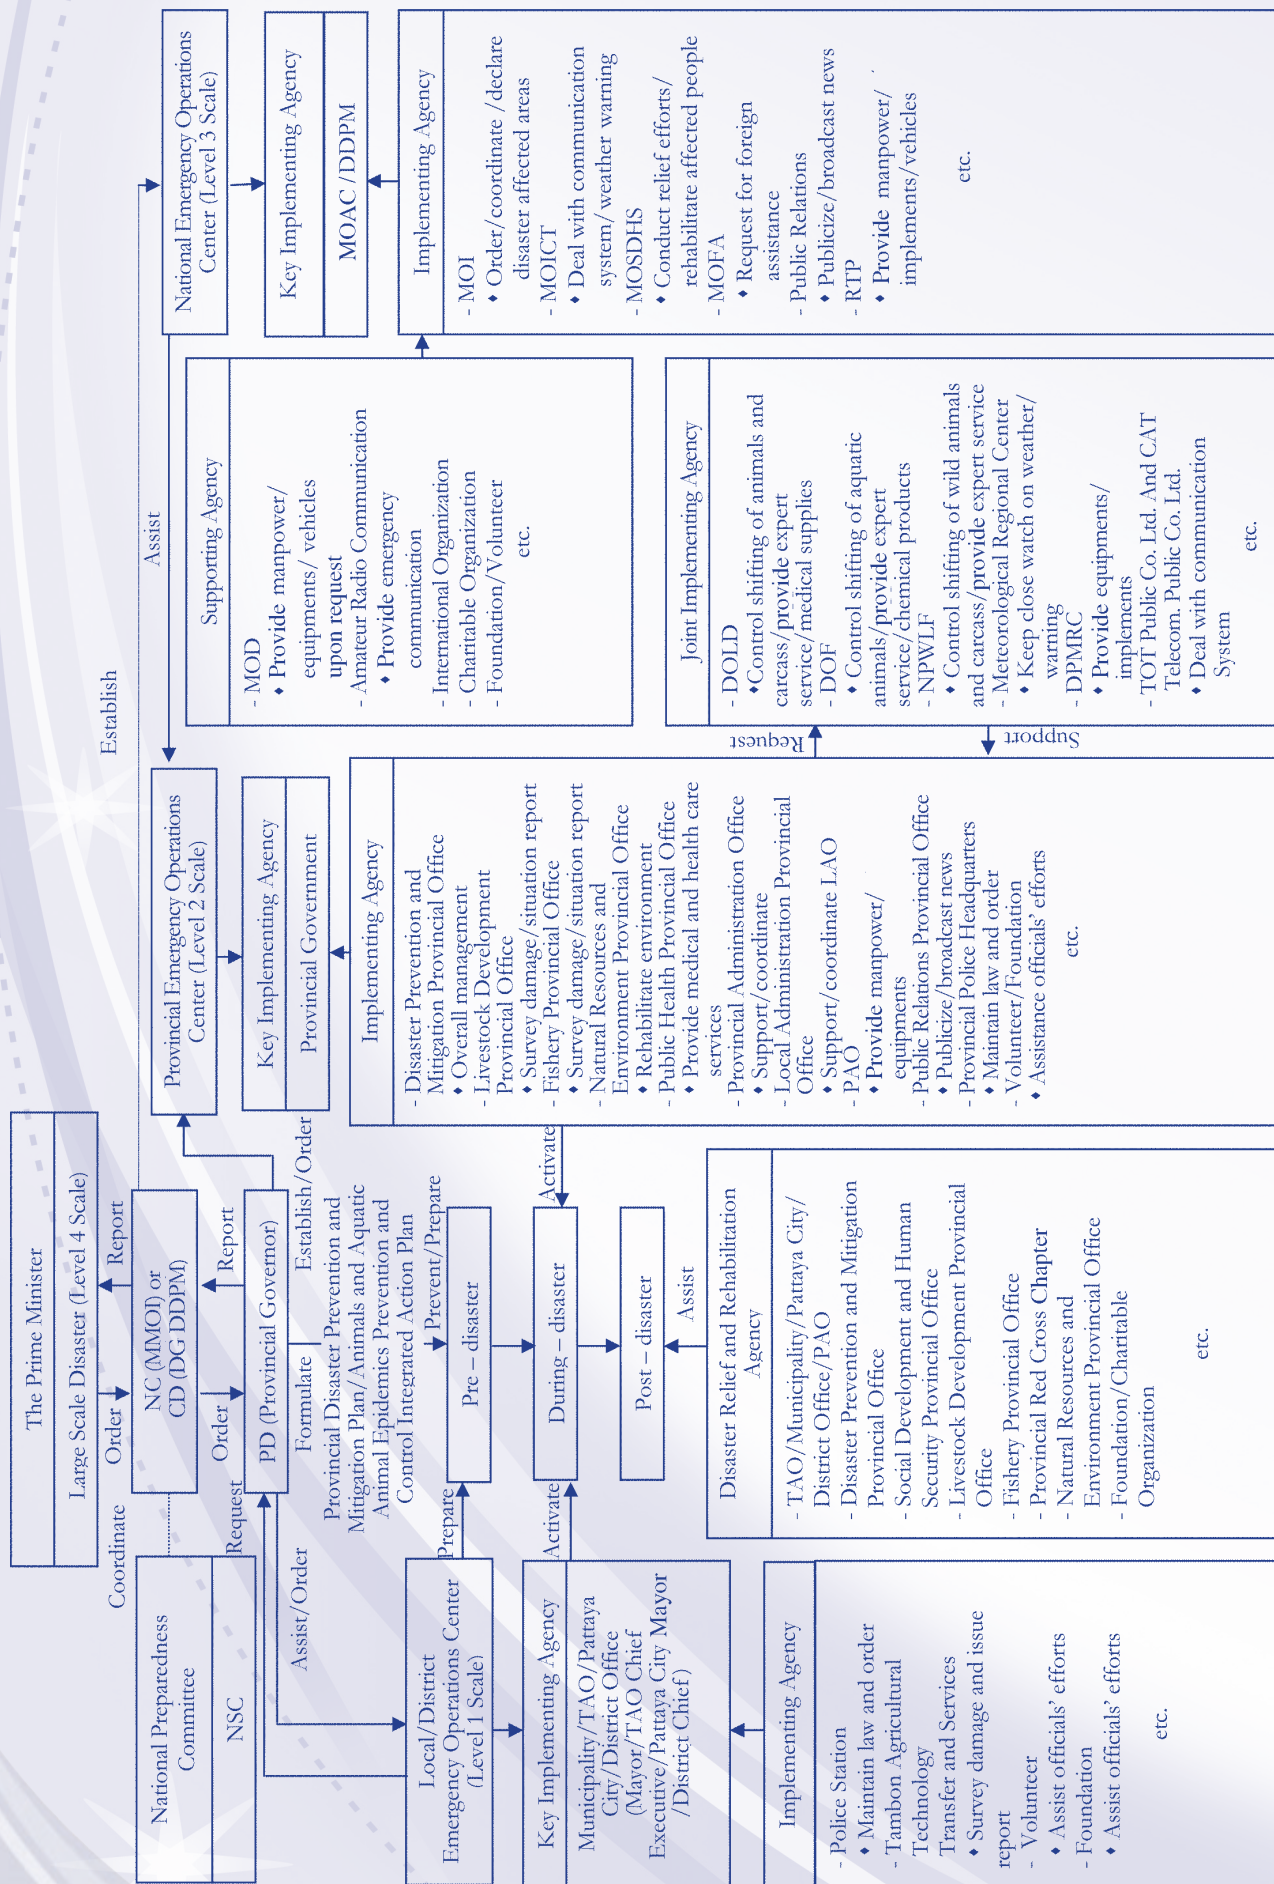 The Prime Minister
Large Scale Disaster (Level 4 Scale)
Coordinate
Order
Report
National Preparedness
Committee
NSC
NC (MMOI) or
CD (DG DDPM)
Request
Order
Report
PD (Provincial Governor)
Assist/Order
Formulate
Establish/Order
Provincial Disaster Prevention and
Mitigation Plan/Animals and Aquatic
Animal Epidemics Prevention and
Control Integrated Action Plan
Prevent/Prepare
Establish
Assist
Local/District
Emergency Operations Center
(Level 1 Scale)
Prepare
Key Implementing Agency
Municipality/TAO/Pattaya
City/District Office
(Mayor/TAO Chief
Executive/Pattaya City Mayor
/District Chief)
Activate
Implementing Agency
- Police Station
♦ Maintain law and order
- Tambon Agricultural
Technology
Transfer and Services
♦ Survey damage and issue
report
- Volunteer
♦ Assist officials' efforts
- Foundation
♦ Assist officials' efforts
etc.
Pre – disaster
During – disaster
Activate
Post – disaster
Assist
Disaster Relief and Rehabilitation
Agency
- TAO/Municipality/Pattaya City/
District Office/PAO
- Disaster Prevention and Mitigation
Provincial Office
- Social Development and Human
Security Provincial Office
- Livestock Development Provincial
Office
- Fishery Provincial Office
- Provincial Red Cross Chapter
- Natural Resources and
Environment Provincial Office
- Foundation/Charitable
Organization
etc.
Provincial Emergency Operations
Center (Level 2 Scale)
Key Implementing Agency
Provincial Government
Implementing Agency
- Disaster Prevention and
Mitigation Provincial Office
♦ Overall management
- Livestock Development
Provincial Office
♦ Survey damage/situation report
- Fishery Provincial Office
♦ Survey damage/situation report
- Natural Resources and
Environment Provincial Office
♦ Rehabilitate environment
- Public Health Provincial Office
♦ Provide medical and health care
services
- Provincial Administration Office
♦ Support/coordinate
- Local Administration Provincial
Office
♦ Support/coordinate LAO
- PAO
♦ Provide manpower/
equipments
- Public Relations Provincial Office
♦ Publicize/broadcast news
- Provincial Police Headquarters
♦ Maintain law and order
- Volunteer/Foundation
♦ Assistance officials' efforts
etc.
Request
Support
Supporting Agency
- MOD
♦ Provide manpower/
equipments/ vehicles
upon request
- Amateur Radio Communication
♦ Provide emergency
communication
- International Organization
- Charitable Organization
- Foundation/Volunteer
etc.
Joint Implementing Agency
- DOLD
♦Control shifting of animals and
carcass/provide expert
service/medical supplies
- DOF
♦ Control shifting of aquatic
animals/provide expert
service/chemical products
- NPWLF
♦ Control shifting of wild animals
and carcass/provide expert service
- Meteorological Regional Center
♦ Keep close watch on weather/
warning
- DPMRC
♦ Provide equipments/
implements
- TOT Public Co. Ltd. And CAT
Telecom. Public Co. Ltd.
♦ Deal with communication
System
etc.
National Emergency Operations
Center (Level 3 Scale)
Key Implementing Agency
MOAC /DDPM
Implementing Agency
- MOI
♦ Order/coordinate /declare
disaster affected areas
- MOICT
♦ Deal with communication
system/weather warning
- MOSDHS
♦ Conduct relief efforts/
rehabilitate affected people
- MOFA
♦ Request for foreign
assistance
- Public Relations
♦ Publicize/broadcast news
- RTP
♦ Provide manpower/
implements/vehicles
etc.